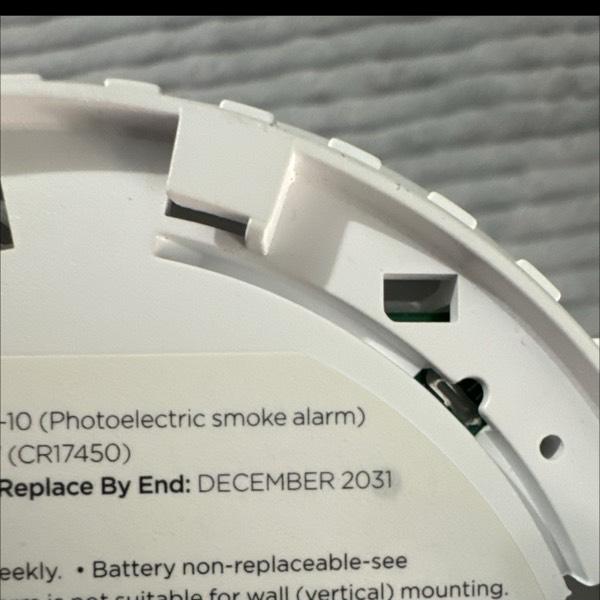 -10 (Photoelectric smoke alarm)
(CR17450)
Replace By End: DECEMBER 2031
eekly. • Battery non-replaceable-see
is not suitable for wall (vertical) mounting.